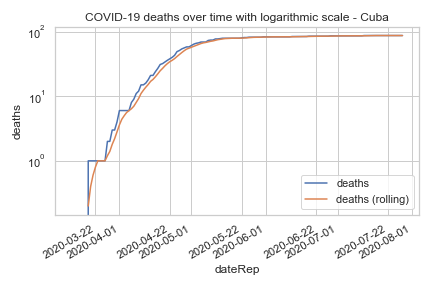 COVID-19 deaths over time with logarithmic scale - Cuba
10²
10¹
10⁰
deaths
deaths
deaths (rolling)
2020-03-22
2020-04-01
2020-04-22
2020-05-01
2020-05-22
2020-06-01
2020-06-22
2020-07-01
2020-07-22
2020-08-01
dateRep